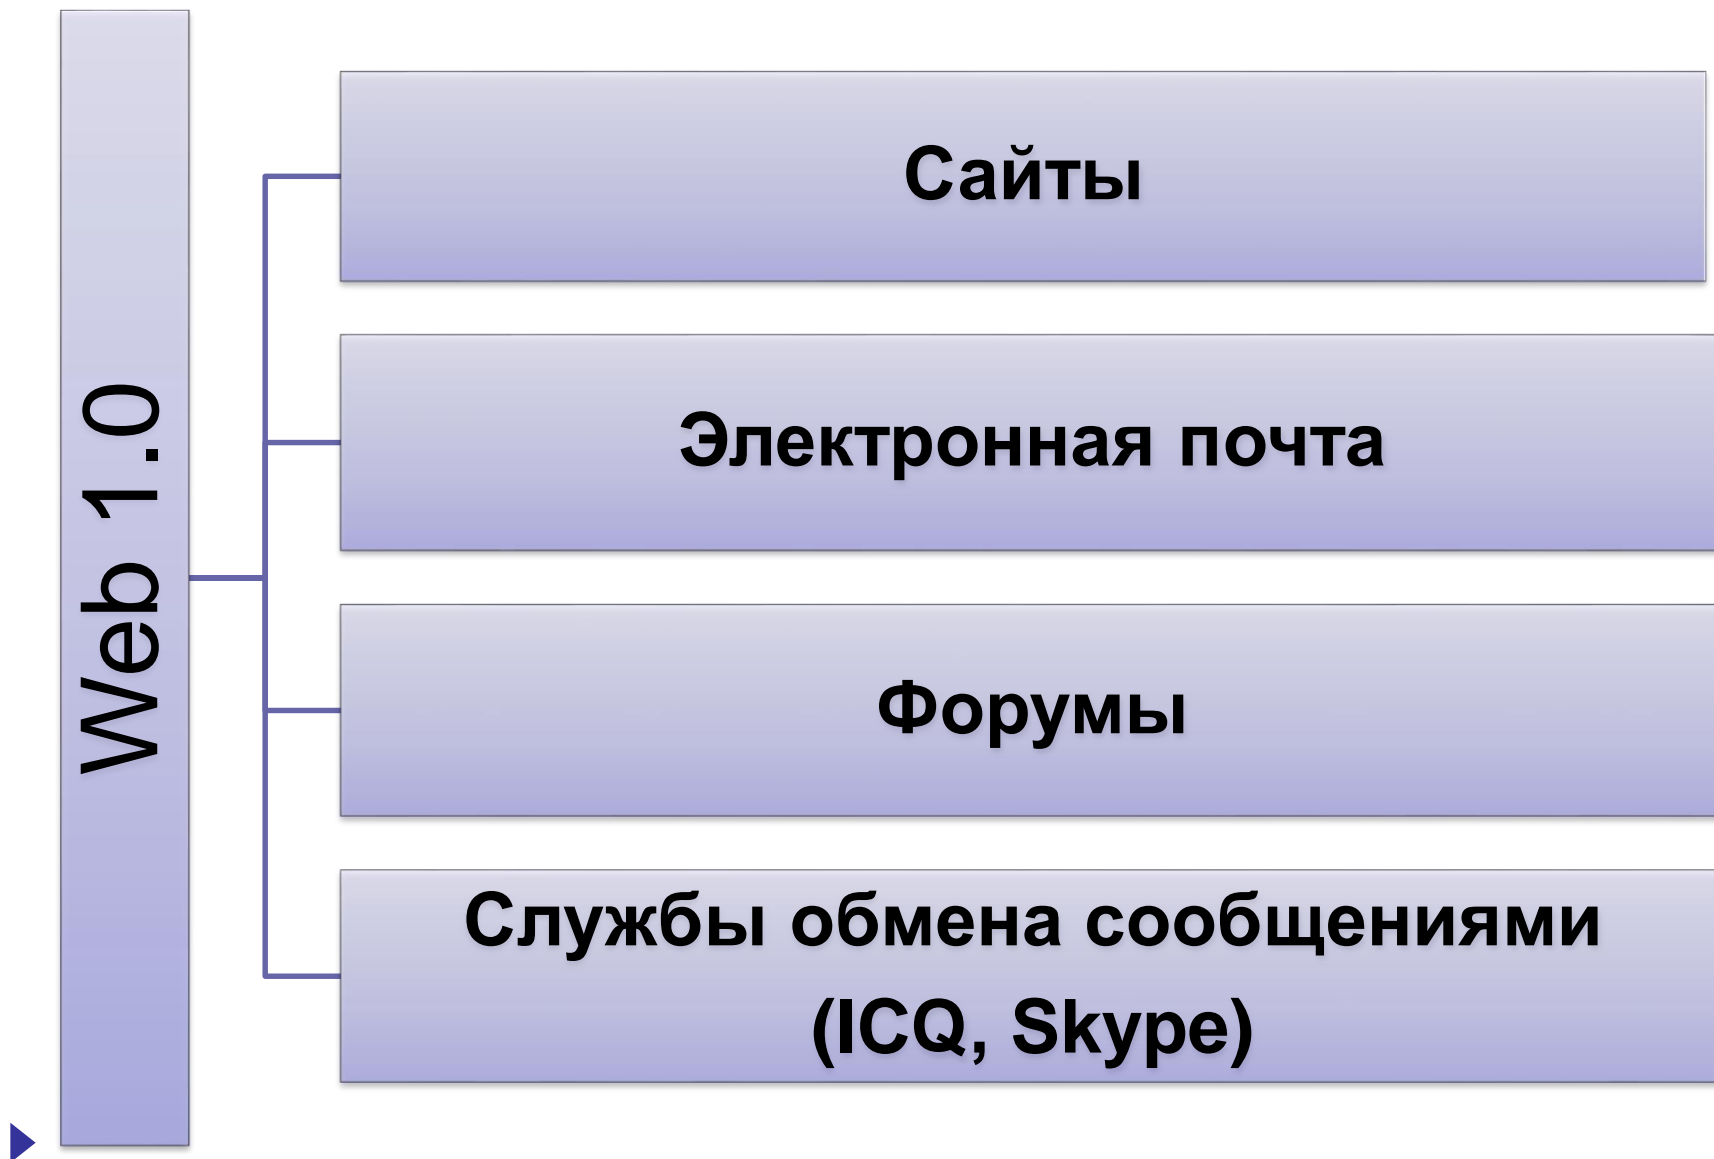 Web 1.0
Сайты
Электронная почта
Форумы
Службы обмена сообщениями
(ICQ, Skype)